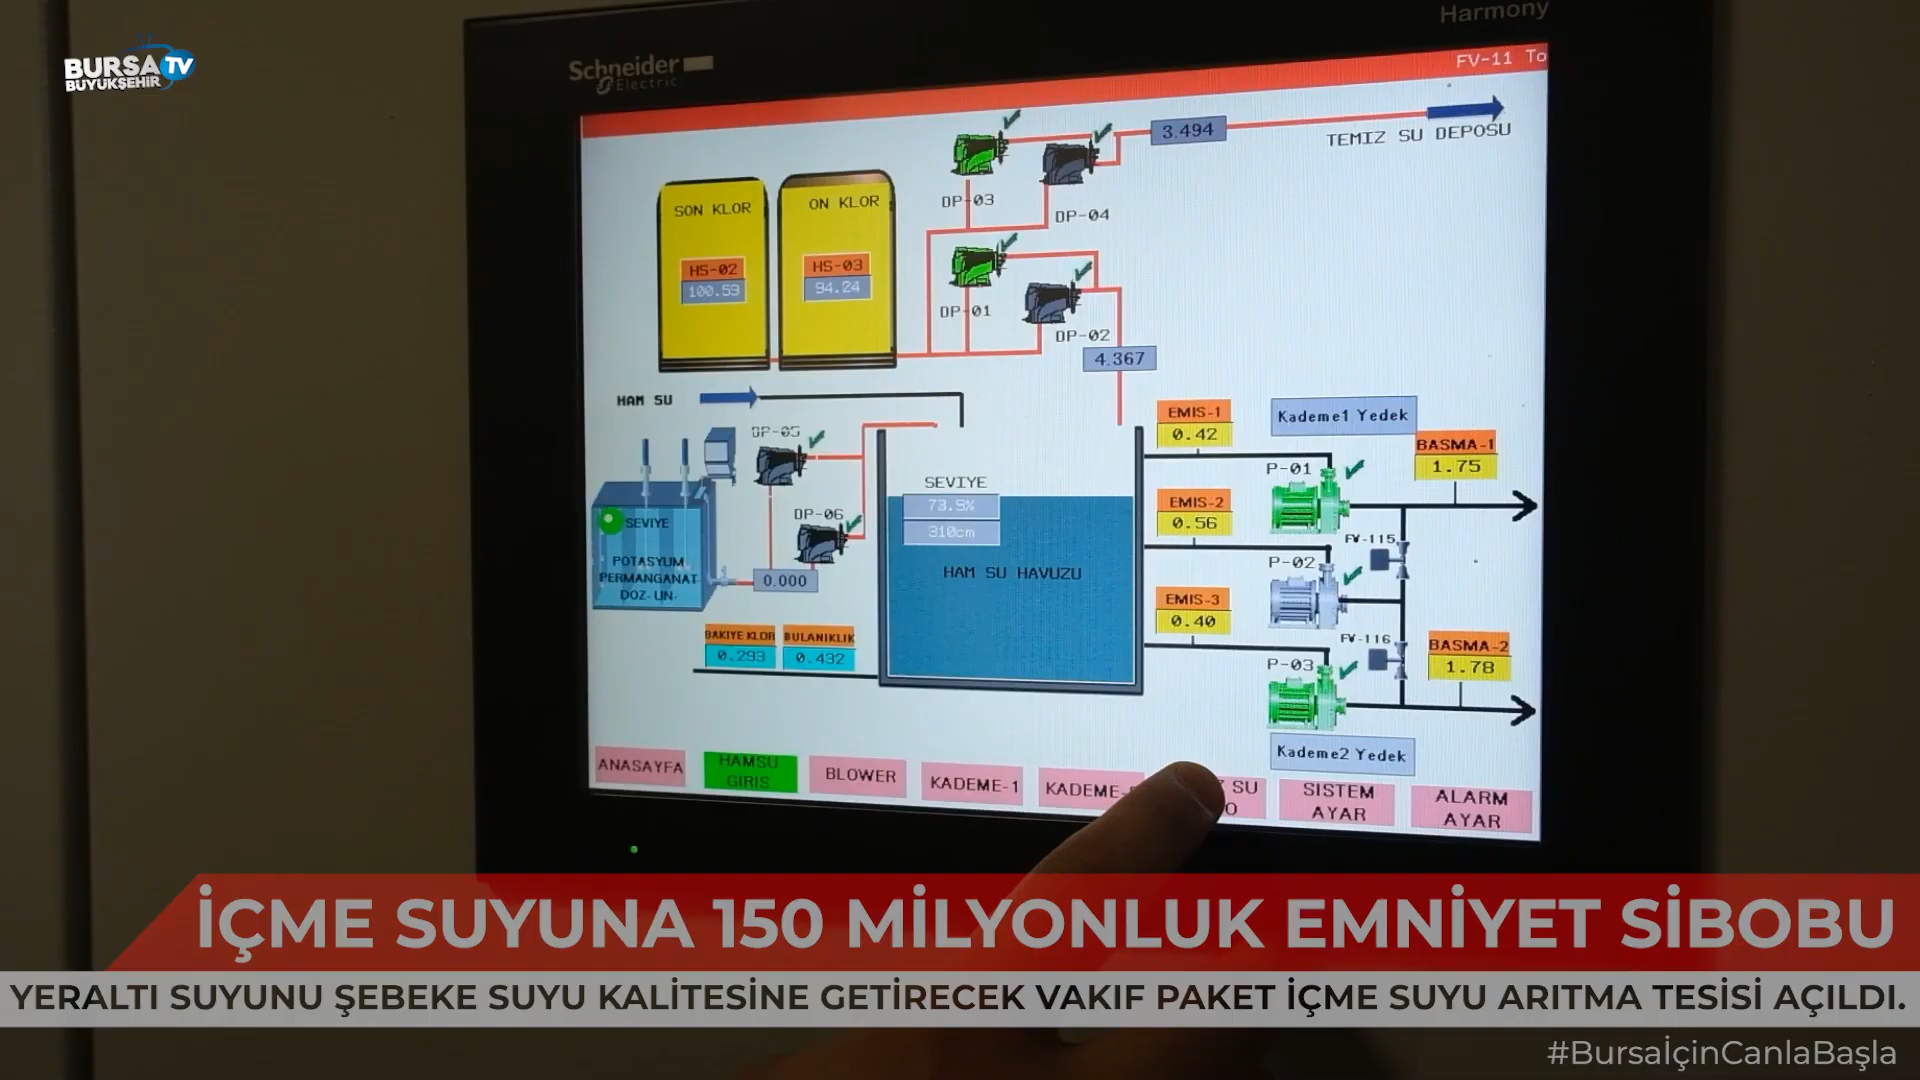 BURSA TV
BÜYÜKŞEHİR
Harmony
Schneider
Electric
FV-11 To
TEMIZ SU DEPOSU
3.494
DP-03
DP-04
SON KLOR
ON KLOR
HS-02
100.53
HS-03
94.24
DP-01
DP-02
4.367
HAM SU
DP-05
DP-06
SEVIYE
POTASYUM
PERMANGANAT
DOZ-UN-
0.000
SEVIYE
73.9%
310cm
HAM SU HAVUZU
BAKIYE KLOR
0.293
BULANIKLIK
0.432
EMIS-1
0.42
EMIS-2
0.56
EMIS-3
0.40
Kademe1 Yedek
P-01
BASMA-1
1.75
FV-115
P-02
FV-116
P-03
BASMA-2
1.78
Kademe2 Yedek
ANASAYFA
HAMSU
GIRIS
BLOWER
KADEME-1
KADEME-
SU
O
SISTEM
AYAR
ALARM
AYAR
İÇME SUYUNA 150 MİLYONLUK EMNİYET SİBOBU
YERALTI SUYUNU ŞEBEKE SUYU KALİTESİNE GETİRECEK VAKIF PAKET İÇME SUYU ARITMA TESİSİ AÇILDI.
#BursaİçinCanlaBaşla